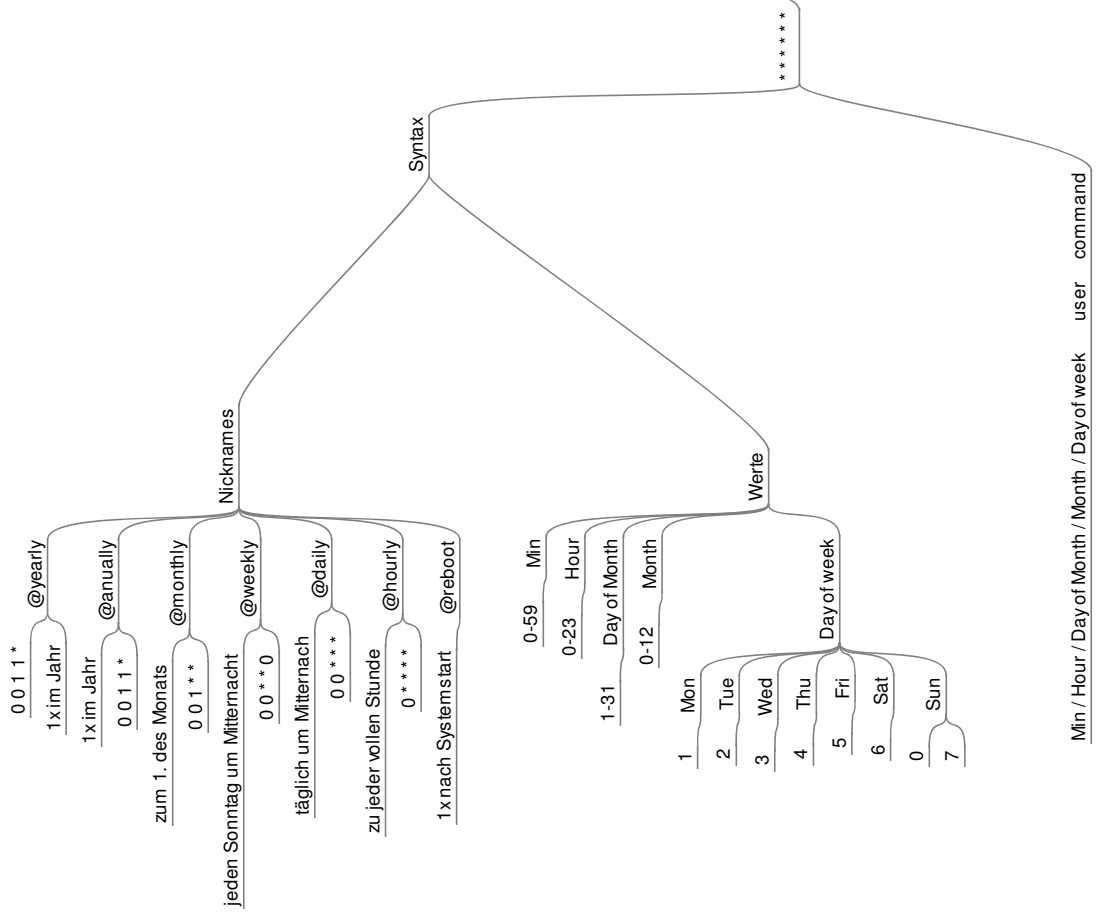 * * * * * * *
Syntax
Nicknames
@yearly
0 0 1 1 *
1x im Jahr
@anually
1x im Jahr
0 0 1 1 *
@monthly
zum 1. des Monats
0 0 1 * *
@weekly
jeden Sonntag um Mitternacht
0 0 * * 0
@daily
täglich um Mitternach
0 0 * * *
@hourly
zu jeder vollen Stunde
0 * * * *
@reboot
1x nach Systemstart
Werte
Min
0-59
Hour
0-23
Day of Month
1-31
Month
0-12
Day of week
Mon
1
Tue
2
Wed
3
Thu
4
Fri
5
Sat
6
Sun
0
7
Min / Hour / Day of Month / Month / Day of week user command